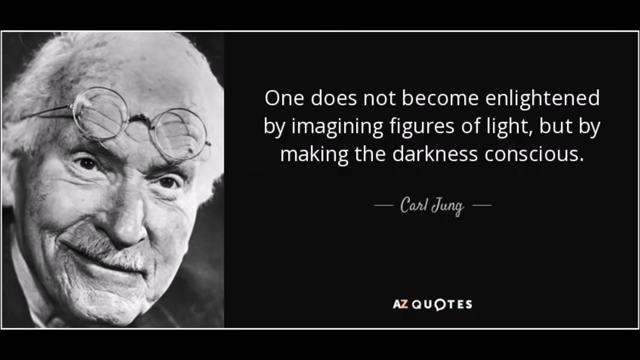 One does not become enlightened
by imagining figures of light, but by
making the darkness conscious.
Carl Jung
AZ QUOTES